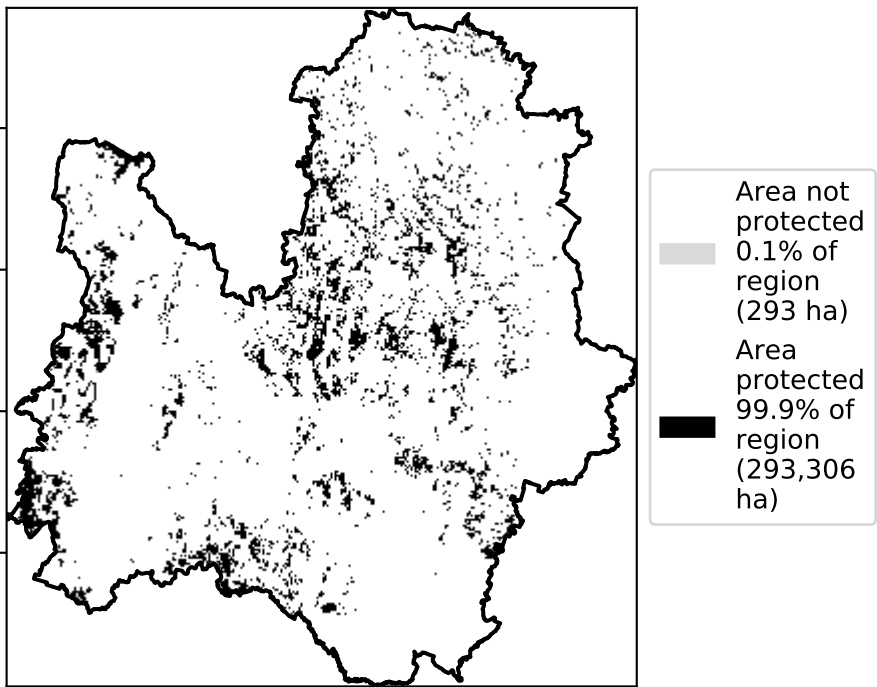 Area not
protected
0.1% of
region
(293 ha)
Area
protected
99.9% of
region
(293,306
ha)